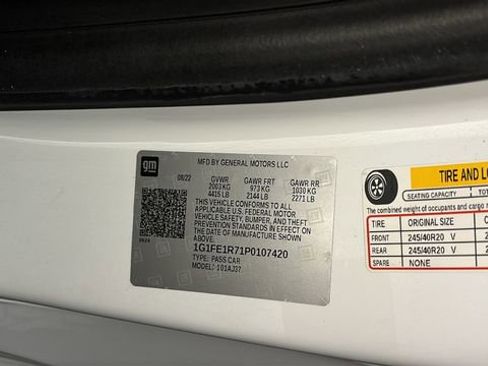 gm
MFD BY GENERAL MOTORS LLC
08/22 GVWR GAWR FRT GAWR RR
2003 KG 973 KG 1030 KG
4415 LB 2144 LB 2271 LB
THIS VEHICLE CONFORMS TO ALL
APPLICABLE U.S. FEDERAL MOTOR
VEHICLE SAFETY, BUMPER, AND THEFT
PREVENTION STANDARDS IN EFFECT ON
THE DATE OF MANUFACTURE SHOWN
ABOVE.
1G1FE1R71P0107420
TYPE: PASS CAR
MODEL: 101AJ37
TIRE AND
SEATING CAPACITY
The combined weight of occupants and cargo
TIRE ORIGINAL SIZE
FRONT 245/40R20 V
REAR 245/40R20 V
SPARE NONE